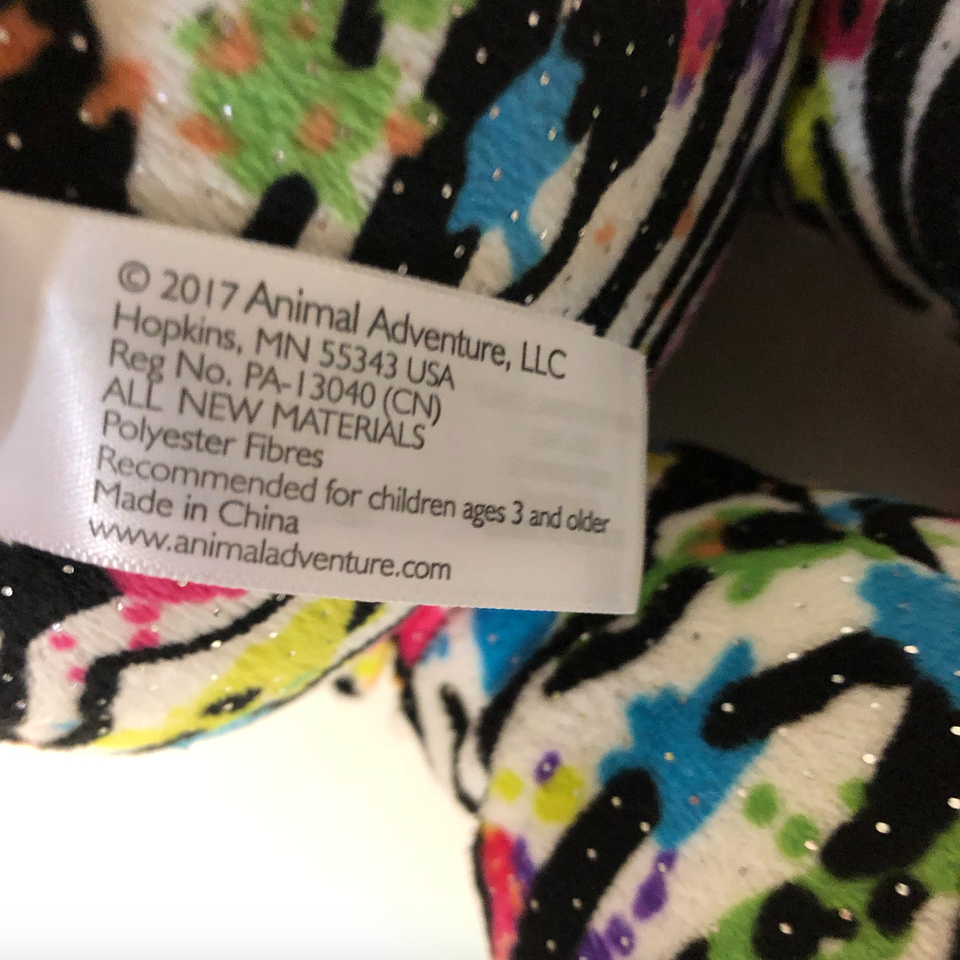 © 2017 Animal Adventure, LLC
Hopkins, MN 55343 USA
Reg No. PA-13040 (CN)
ALL NEW MATERIALS
Polyester Fibres
Recommended for children ages 3 and older
Made in China
www.animaladventure.com